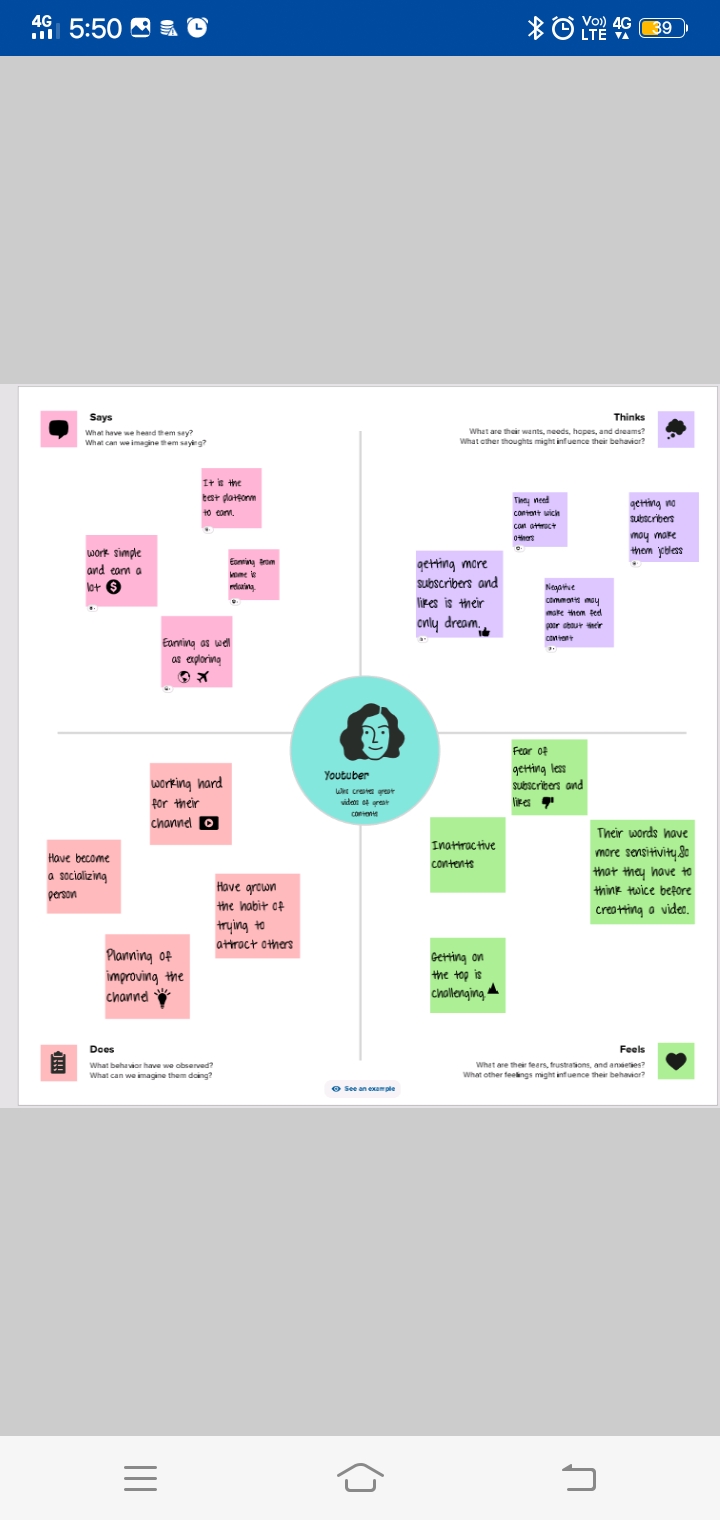 4G 5:50 Vo)) LTE 4G 39
Says
What have we heard them say?
What can we imagine them saying?
Thinks
What are their wants, needs, hopes, and dreams?
What other thoughts might influence their behavior?
It is the
best platform
to earn.
work simple
and earn a
lot
Earning from
home is
relaxing.
Earning as well
as exploring
They need
content wich
can attract
others
getting no
subscribers
may make
them jobless
getting more
subscribers and
likes is their
only dream.
Negative
comments may
make them feel
poor about their
content
Youtuber
Who creates great
videos of great
contents
working hard
for their
channel
Have become
a socializing
person
Have grown
the habit of
trying to
attract others
Planning of
improving the
channel
Fear of
getting less
subscribers and
likes
Inattractive
contents
Their words have
more sensitivity.So
that they have to
think twice before
creatting a video.
Getting on
the top is
challenging.
Does
What behavior have we observed?
What can we imagine them doing?
Feels
What are their fears, frustrations, and anxieties?
What other feelings might influence their behavior?
See an example